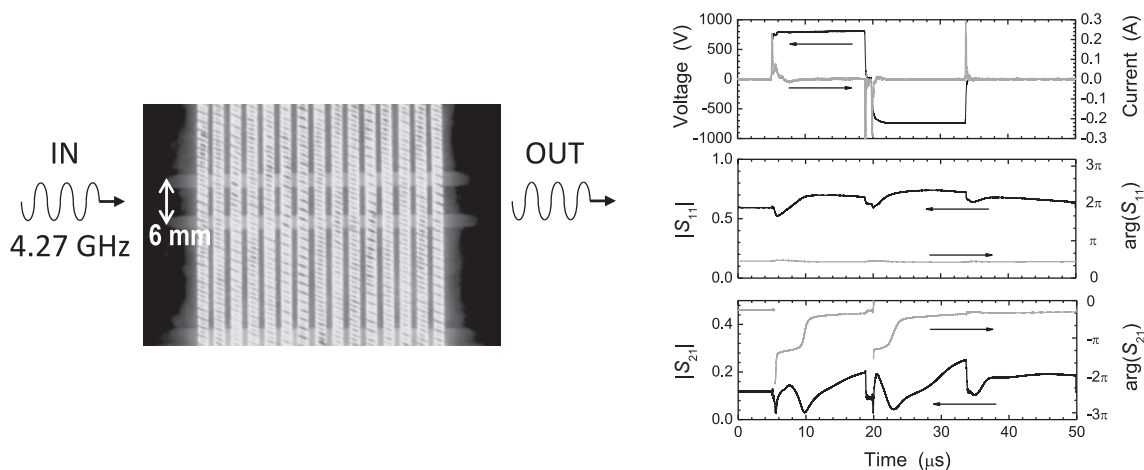 IN
4.27 GHz
6 mm
OUT
Voltage (V)
1000
500
0
-500
-1000
0.3
0.2
0.1
0.0
-0.1
-0.2
-0.3
Current (A)
|S11|
1.0
0.5
0.0
3π
2π
π
0
arg(S11)
|S21|
0.4
0.2
0.0
0
-π
-2π
-3π
arg(S21)
0 10 20 30 40 50
Time (μs)